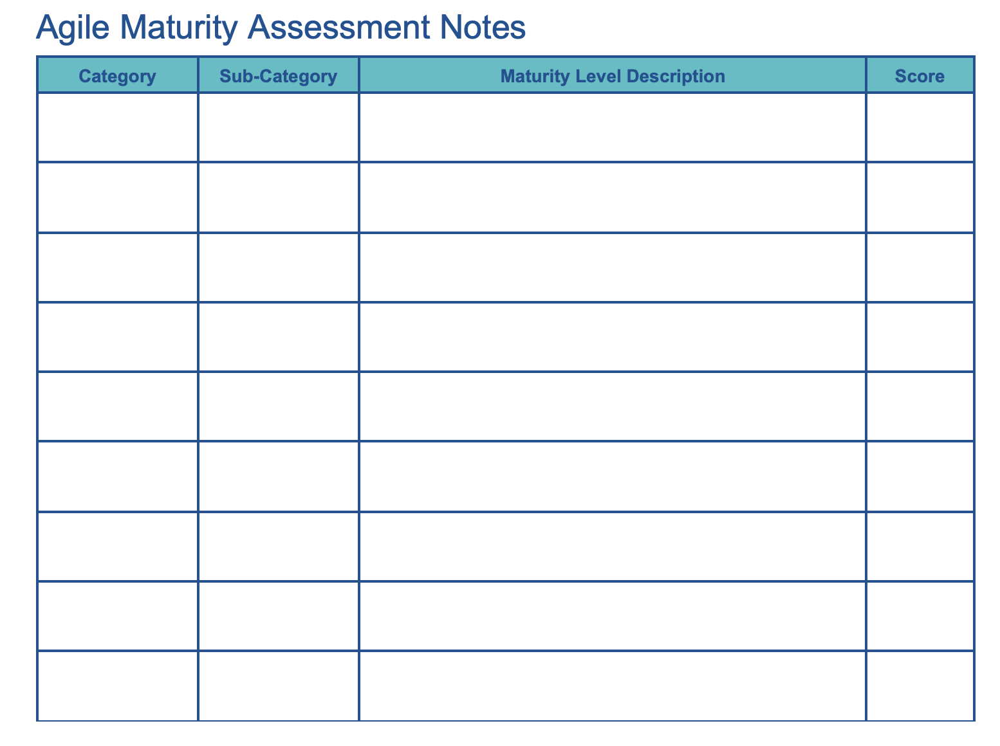 Agile Maturity Assessment Notes
Category Sub-Category Maturity Level Description Score